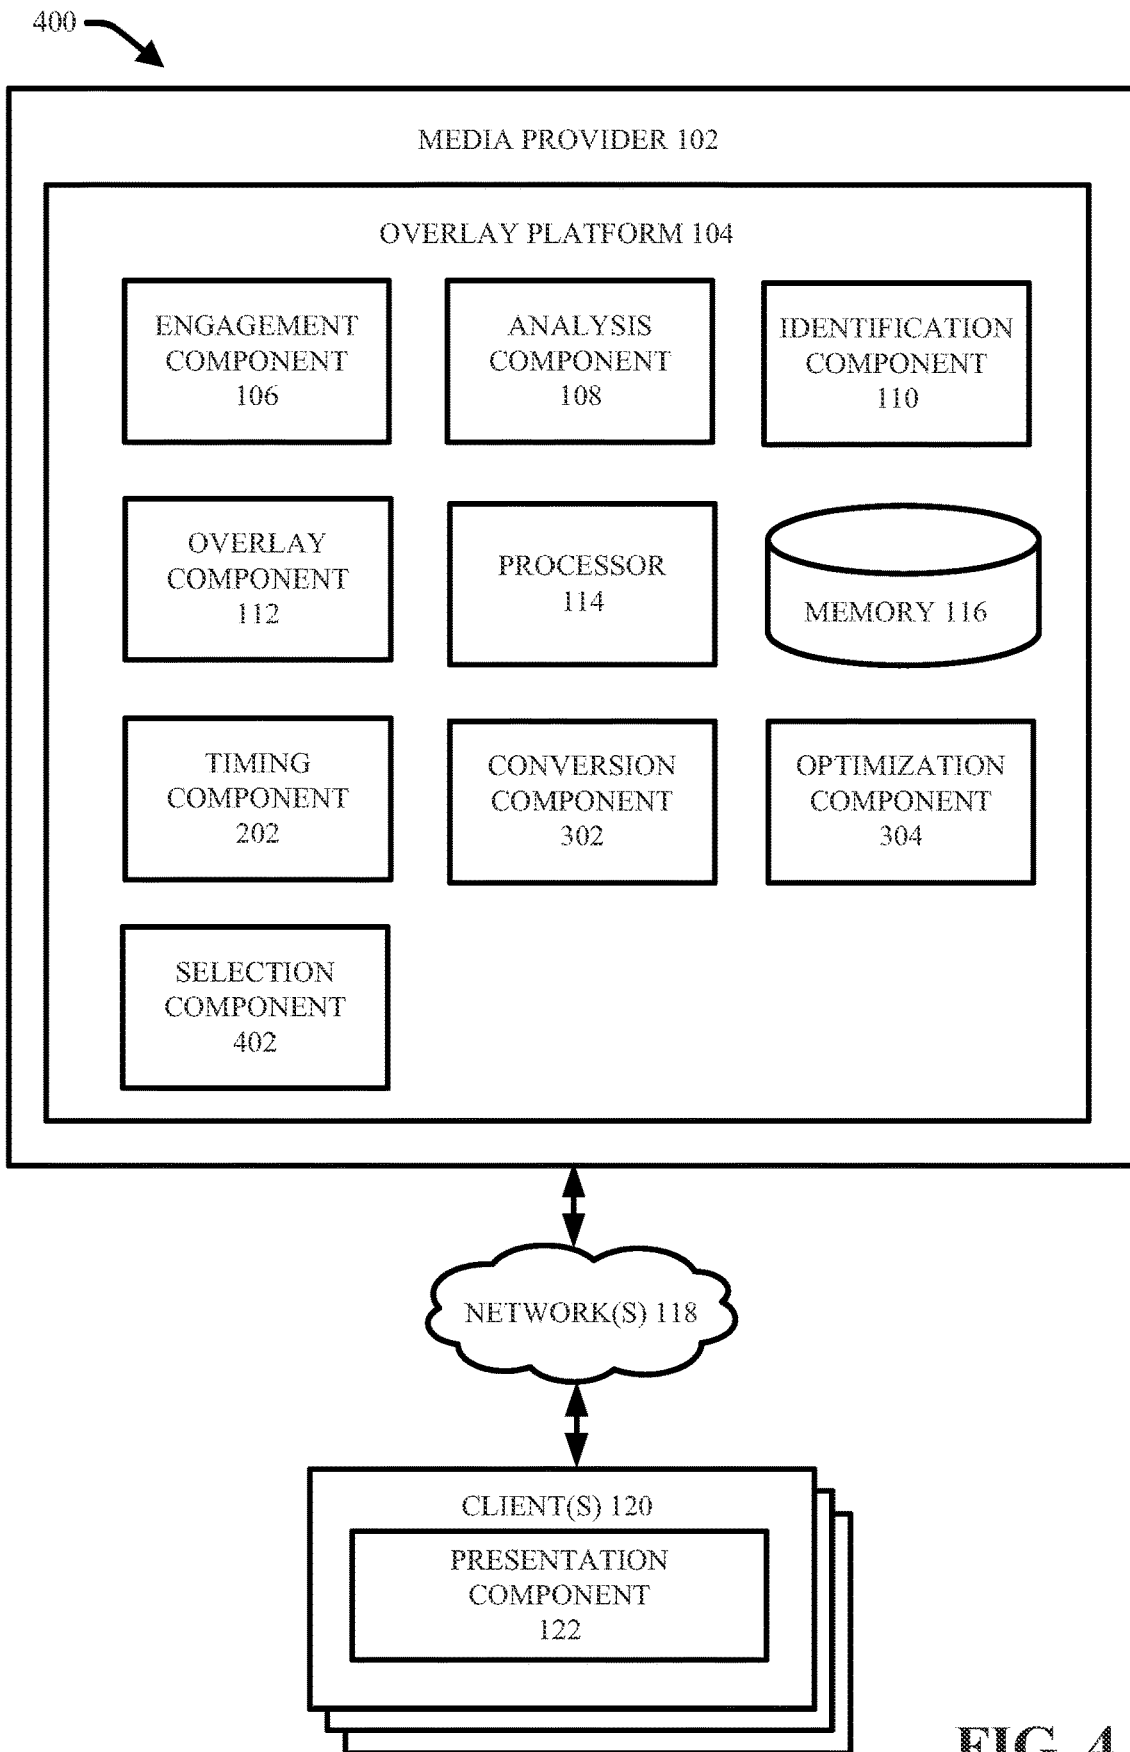 400
MEDIA PROVIDER 102
OVERLAY PLATFORM 104
ENGAGEMENT
COMPONENT
106
ANALYSIS
COMPONENT
108
IDENTIFICATION
COMPONENT
110
OVERLAY
COMPONENT
112
PROCESSOR
114
MEMORY 116
TIMING
COMPONENT
202
CONVERSION
COMPONENT
302
OPTIMIZATION
COMPONENT
304
SELECTION
COMPONENT
402
NETWORK(S) 118
CLIENT(S) 120
PRESENTATION
COMPONENT
122
FIG. 4